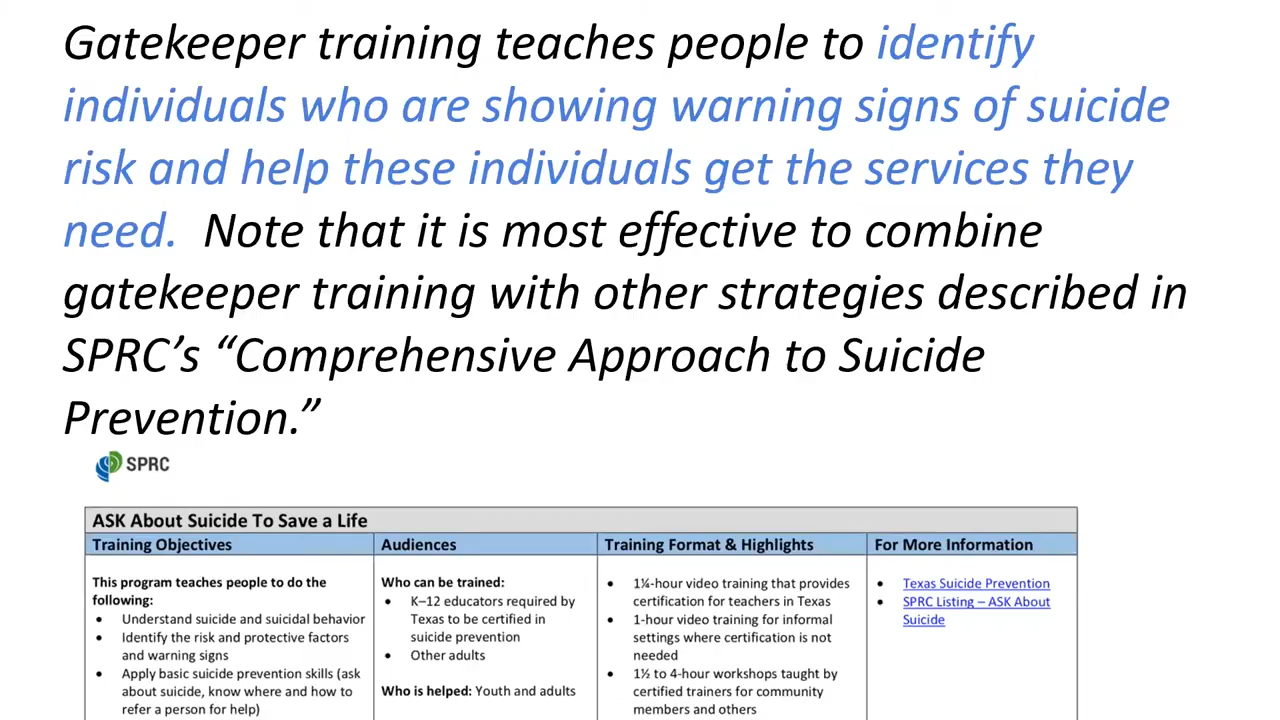 Gatekeeper training teaches people to identify
individuals who are showing warning signs of suicide
risk and help these individuals get the services they
need.  Note that it is most effective to combine
gatekeeper training with other strategies described in
SPRC’s “Comprehensive Approach to Suicide
Prevention.”
SPRC
ASK About Suicide To Save a Life
Training Objectives
This program teaches people to do the
following:
• Understand suicide and suicidal behavior
• Identify the risk and protective factors
and warning signs
• Apply basic suicide prevention skills (ask
about suicide, know where and how to
refer a person for help)
Audiences
Who can be trained:
• K–12 educators required by
Texas to be certified in
suicide prevention
• Other adults
Who is helped: Youth and adults
Training Format & Highlights
• 1¼-hour video training that provides
certification for teachers in Texas
• 1-hour video training for informal
settings where certification is not
needed
• 1½ to 4-hour workshops taught by
certified trainers for community
members and others
For More Information
• Texas Suicide Prevention
• SPRC Listing – ASK About
Suicide